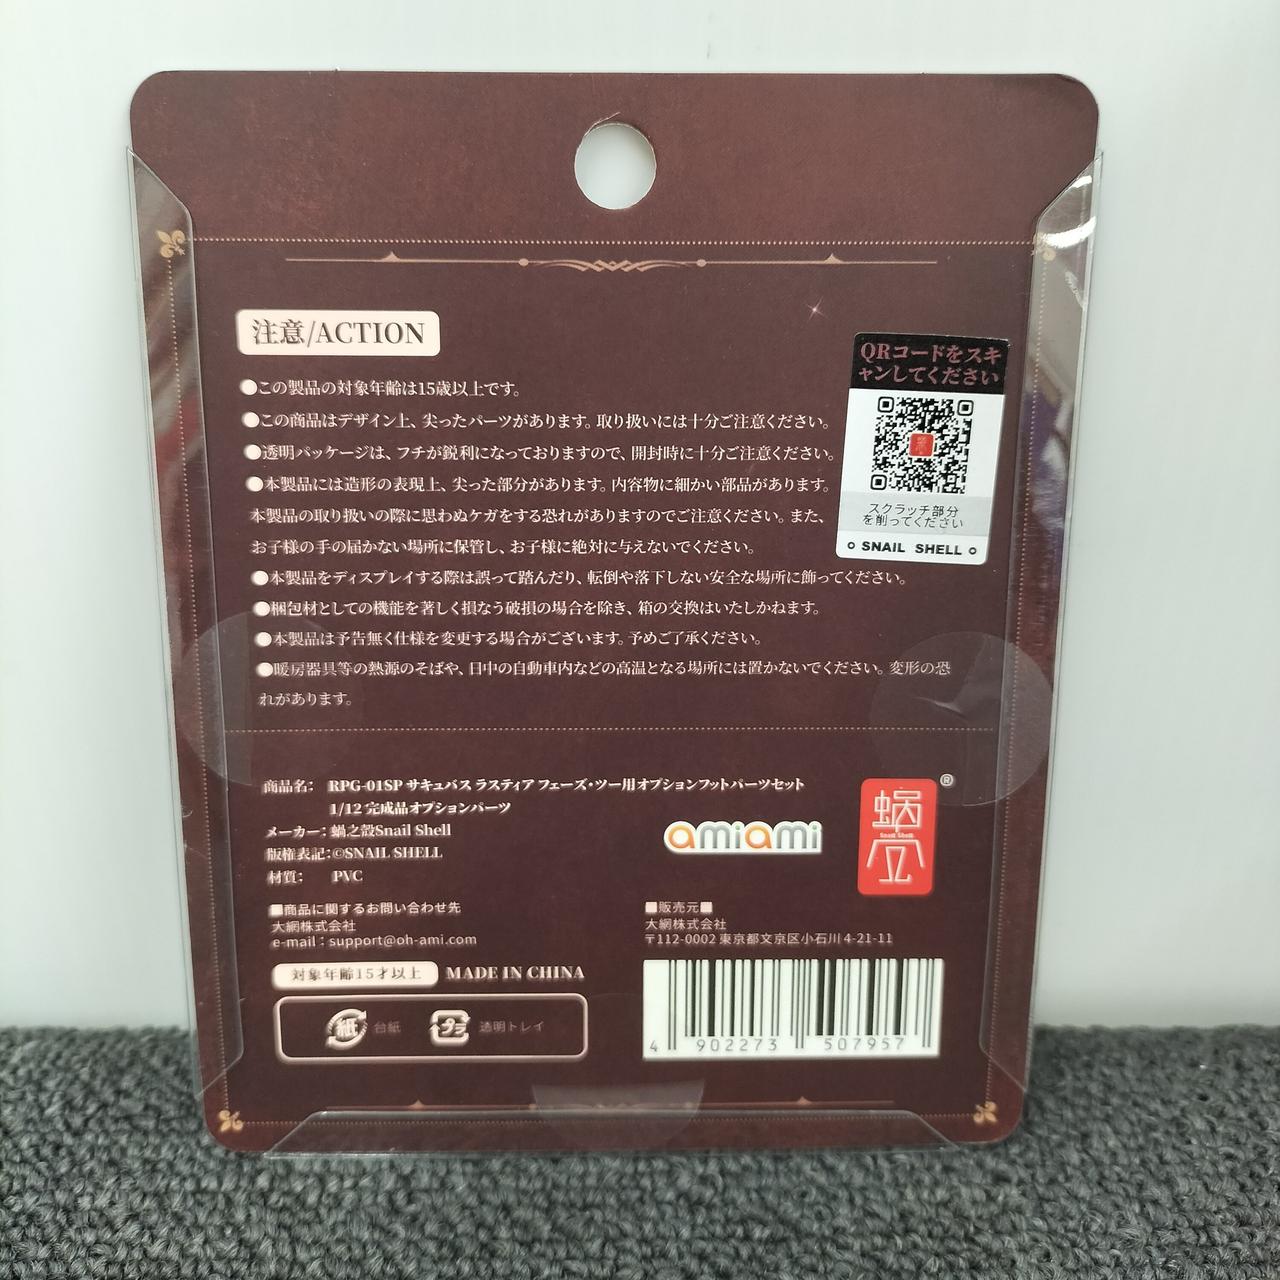 注意/ACTION
●この製品の対象年齢は15歳以上です。
●この商品はデザイン上、尖ったパーツがあります。取り扱いには十分ご注意ください。
●透明パッケージは、フチが鋭利になっておりますので、開封時に十分ご注意ください。
●本製品には造形の表現上、尖った部分があります。内容物に細かい部品があります。
本製品の取り扱いの際に思わぬケガをする恐れがありますのでご注意ください。また、
お子様の手の届かない場所に保管し、お子様に絶対に与えないでください。
●本製品をディスプレイする際は誤って踏んだり、転倒や落下しない安全な場所に飾ってください。
●梱包材としての機能を著しく損なう破損の場合を除き、箱の交換はいたしかねます。
●本製品は予告無く仕様を変更する場合がございます。予めご了承ください。
●暖房器具等の熱源のそばや、日中の自動車内などの高温となる場所には置かないでください。変形の恐
れがあります。
QRコードをスキ
ャンしてください
スクラッチ部分
を削ってください
SNAIL SHELL
商品名： RPG-01SP サキュバス ラスティア フェーズ・ツー用オプションフットパーツセット
1/12 完成品オプションパーツ
メーカー：蝸之殻Snail Shell
版権表記：©SNAIL SHELL
材質： PVC
amiami
蝸
Snail Shell
®
■商品に関するお問い合わせ先
大網株式会社
e-mail：support@oh-ami.com
■販売元■
大網株式会社
〒112-0002 東京都文京区小石川 4-21-11
対象年齢15才以上 MADE IN CHINA
紙 台紙 プラ 透明トレイ
4 902273 507957